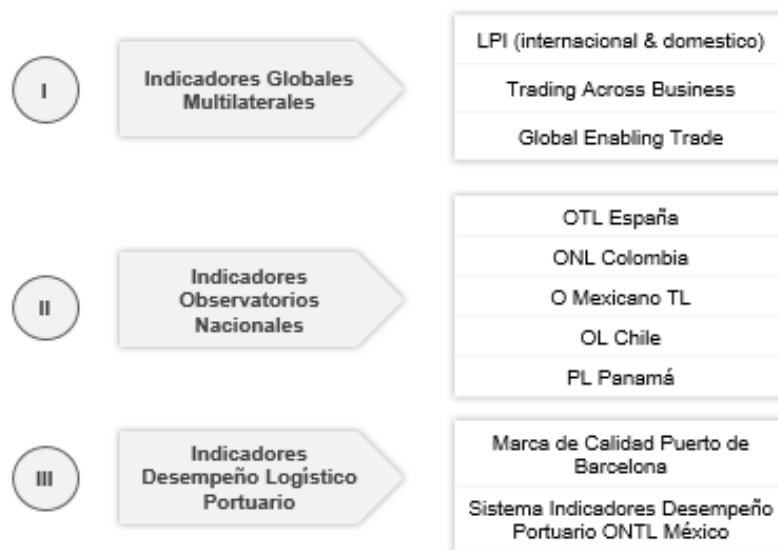 I
Indicadores Globales
Multilaterales
LPI (internacional & domestico)
Trading Across Business
Global Enabling Trade
II
Indicadores
Observatorios
Nacionales
OTL España
ONL Colombia
O Mexicano TL
OL Chile
PL Panamá
III
Indicadores
Desempeño Logístico
Portuario
Marca de Calidad Puerto de
Barcelona
Sistema Indicadores Desempeño
Portuario ONTL México